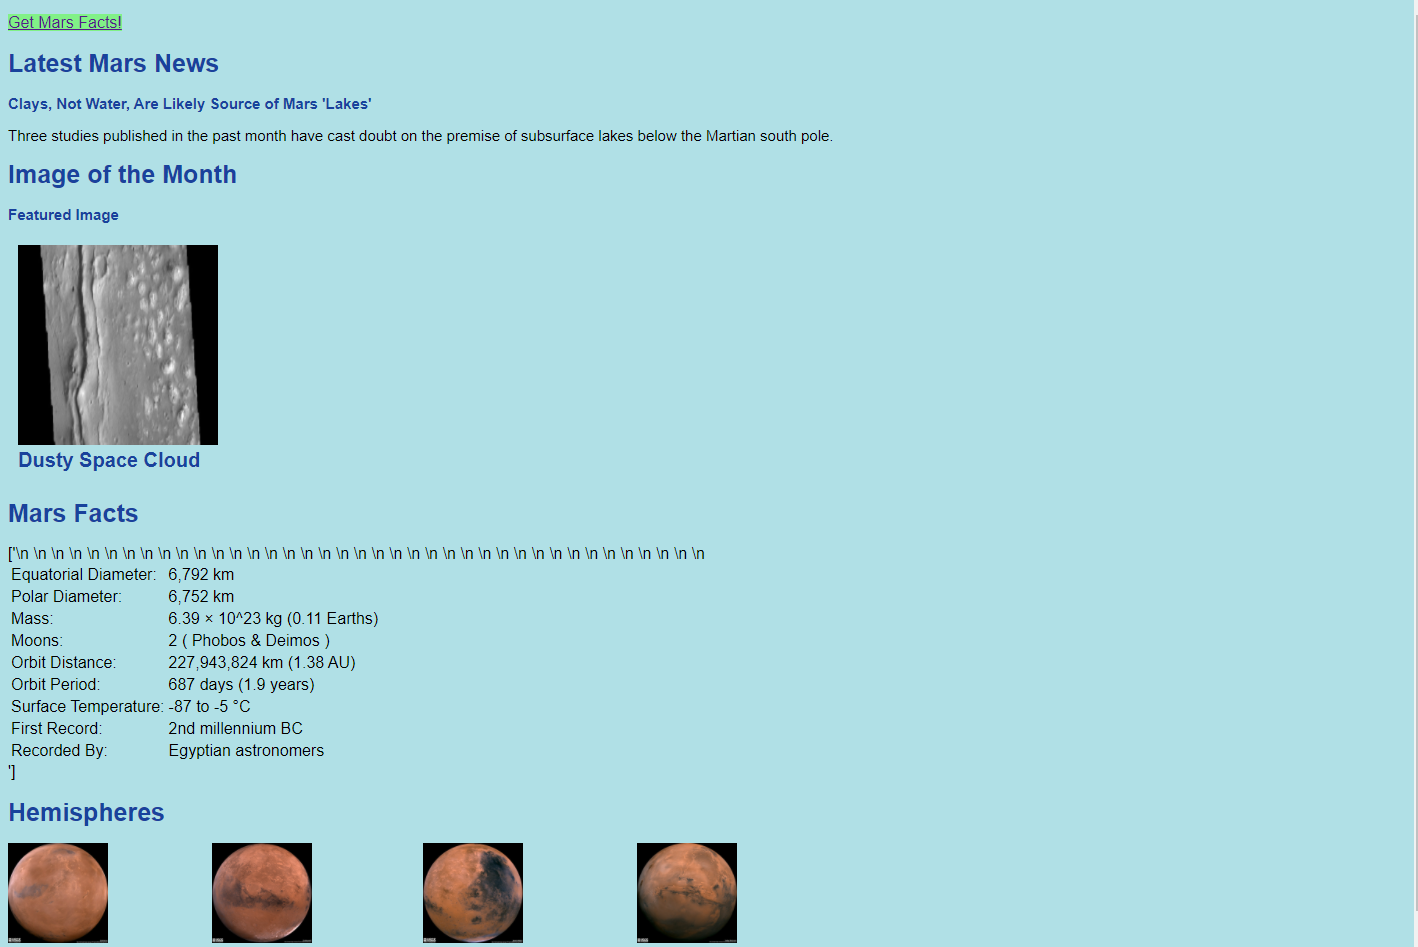 Get Mars Facts!
Latest Mars News
Clays, Not Water, Are Likely Source of Mars 'Lakes'
Three studies published in the past month have cast doubt on the premise of subsurface lakes below the Martian south pole.
Image of the Month
Featured Image
Dusty Space Cloud
Mars Facts
['\n \n \n \n \n \n \n \n \n \n \n \n \n \n \n \n \n \n \n \n \n \n \n \n \n \n \n \n \n \n \n \n \n \n \n \n \n \n \n
Equatorial Diameter: 6,792 km
Polar Diameter: 6,752 km
Mass: 6.39 × 10^23 kg (0.11 Earths)
Moons: 2 ( Phobos & Deimos )
Orbit Distance: 227,943,824 km (1.38 AU)
Orbit Period: 687 days (1.9 years)
Surface Temperature: -87 to -5 °C
First Record: 2nd millennium BC
Recorded By: Egyptian astronomers
']
Hemispheres